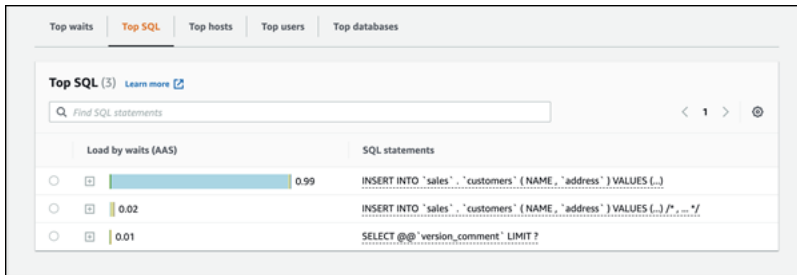 Top waits Top SQL Top hosts Top users Top databases
Top SQL (3) Learn more
Find SQL statements
1
Load by waits (AAS) SQL statements
0.99 INSERT INTO `sales` . `customers` ( NAME , `address` ) VALUES (...)
0.02 INSERT INTO `sales` . `customers` ( NAME , `address` ) VALUES (...) /* , ... */
0.01 SELECT @@`version_comment` LIMIT ?